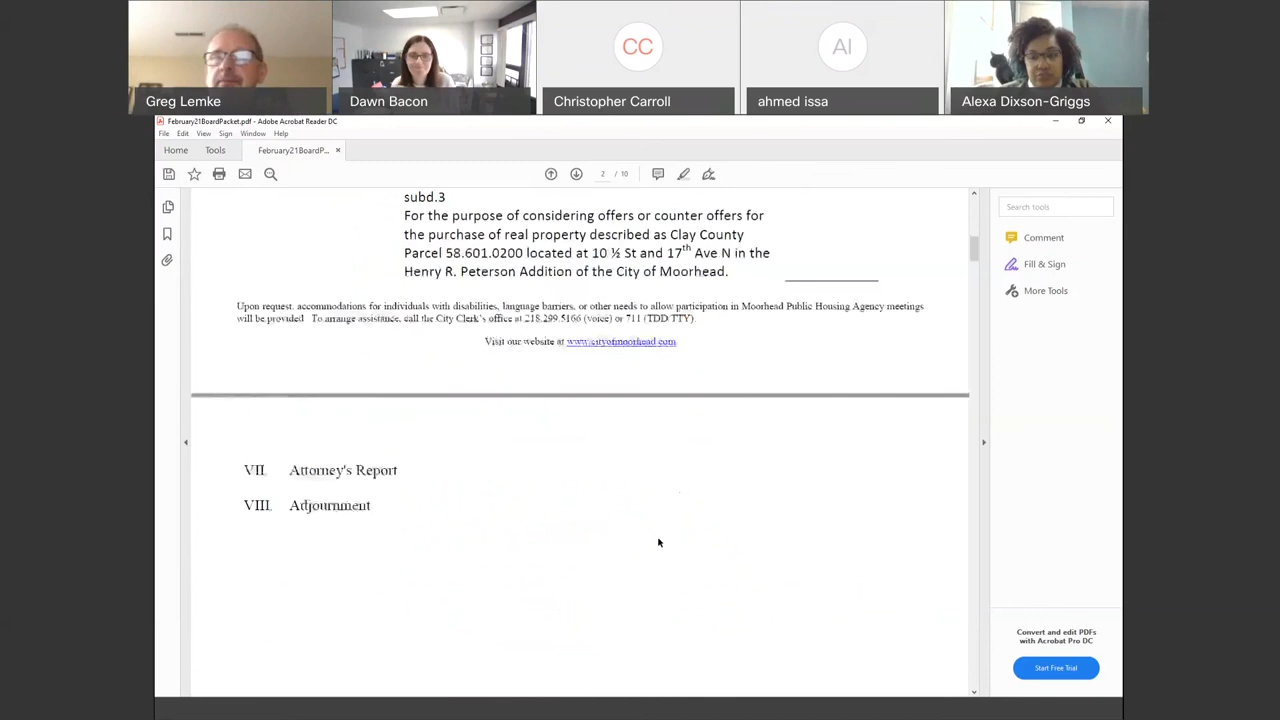 Greg Lemke
Dawn Bacon
CC
Christopher Carroll
AI
ahmed issa
Alexa Dixson-Griggs
February21BoardPacket.pdf - Adobe Acrobat Reader DC
File Edit View Sign Window Help
Home Tools February21BoardP... ×
2 / 10
subd.3
For the purpose of considering offers or counter offers for
the purchase of real property described as Clay County
Parcel 58.601.0200 located at 10 ½ St and 17th Ave N in the
Henry R. Peterson Addition of the City of Moorhead.
Upon request, accommodations for individuals with disabilities, language barriers, or other needs to allow participation in Moorhead Public Housing Agency meetings
will be provided. To arrange assistance, call the City Clerk's office at 218.299.5166 (voice) or 711 (TDD/TTY).
Visit our website at www.cityofmoorhead.com
VII. Attorney's Report
VIII. Adjournment
Search tools
Comment
Fill & Sign
More Tools
Convert and edit PDFs
with Acrobat Pro DC
Start Free Trial